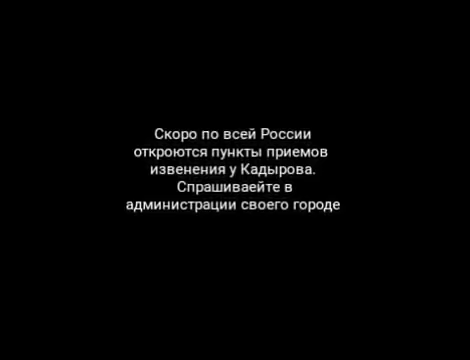 Скоро по всей России
откроются пункты приемов
извенения у Кадырова.
Спрашиваейте в
администрации своего городе